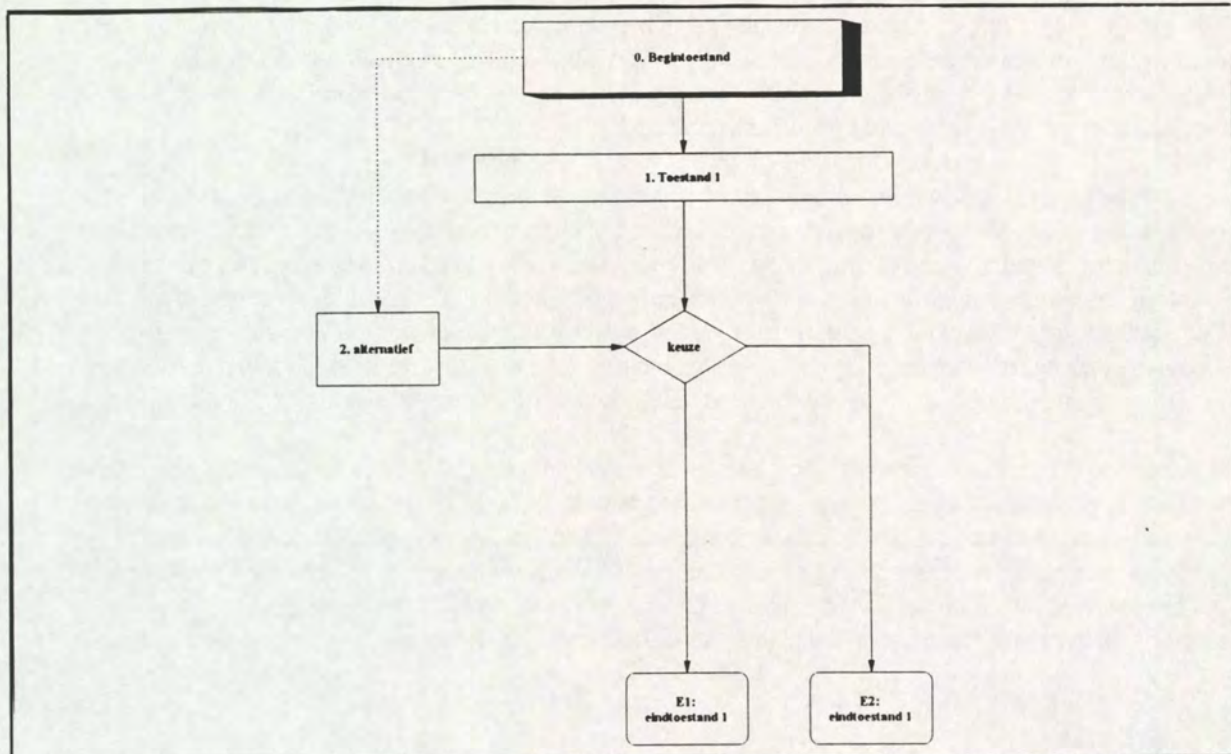 0. Begintoestand
1. Toestand 1
2. alternatief
keuze
E1:
eindtoestand 1
E2:
eindtoestand 1